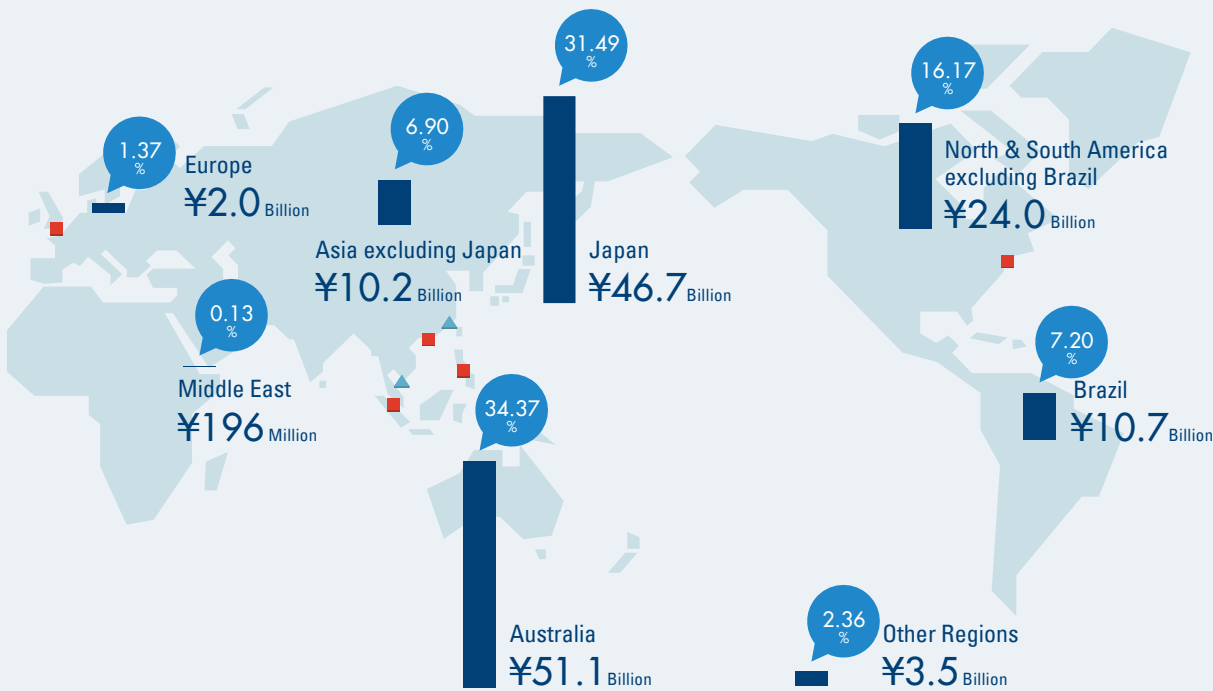 31.49
%
Japan
¥46.7 Billion
16.17
%
North & South America
excluding Brazil
¥24.0 Billion
6.90
%
Asia excluding Japan
¥10.2 Billion
1.37
%
Europe
¥2.0 Billion
0.13
%
Middle East
¥196 Million
7.20
%
Brazil
¥10.7 Billion
34.37
%
Australia
¥51.1 Billion
2.36
%
Other Regions
¥3.5 Billion